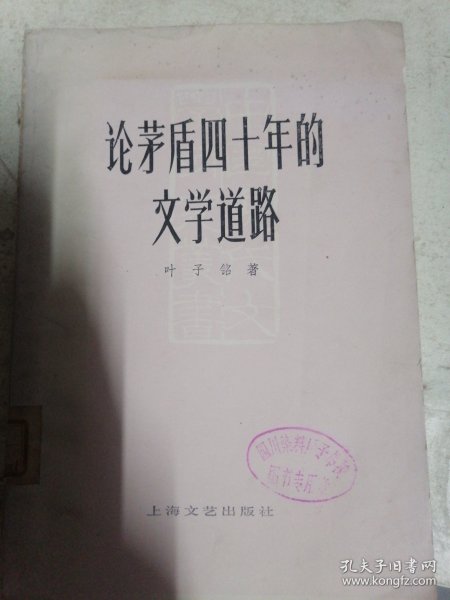 论茅盾四十年的
文学道路
叶子铭著
上海文艺出版社
孔夫子旧书网
www.kongfz.com